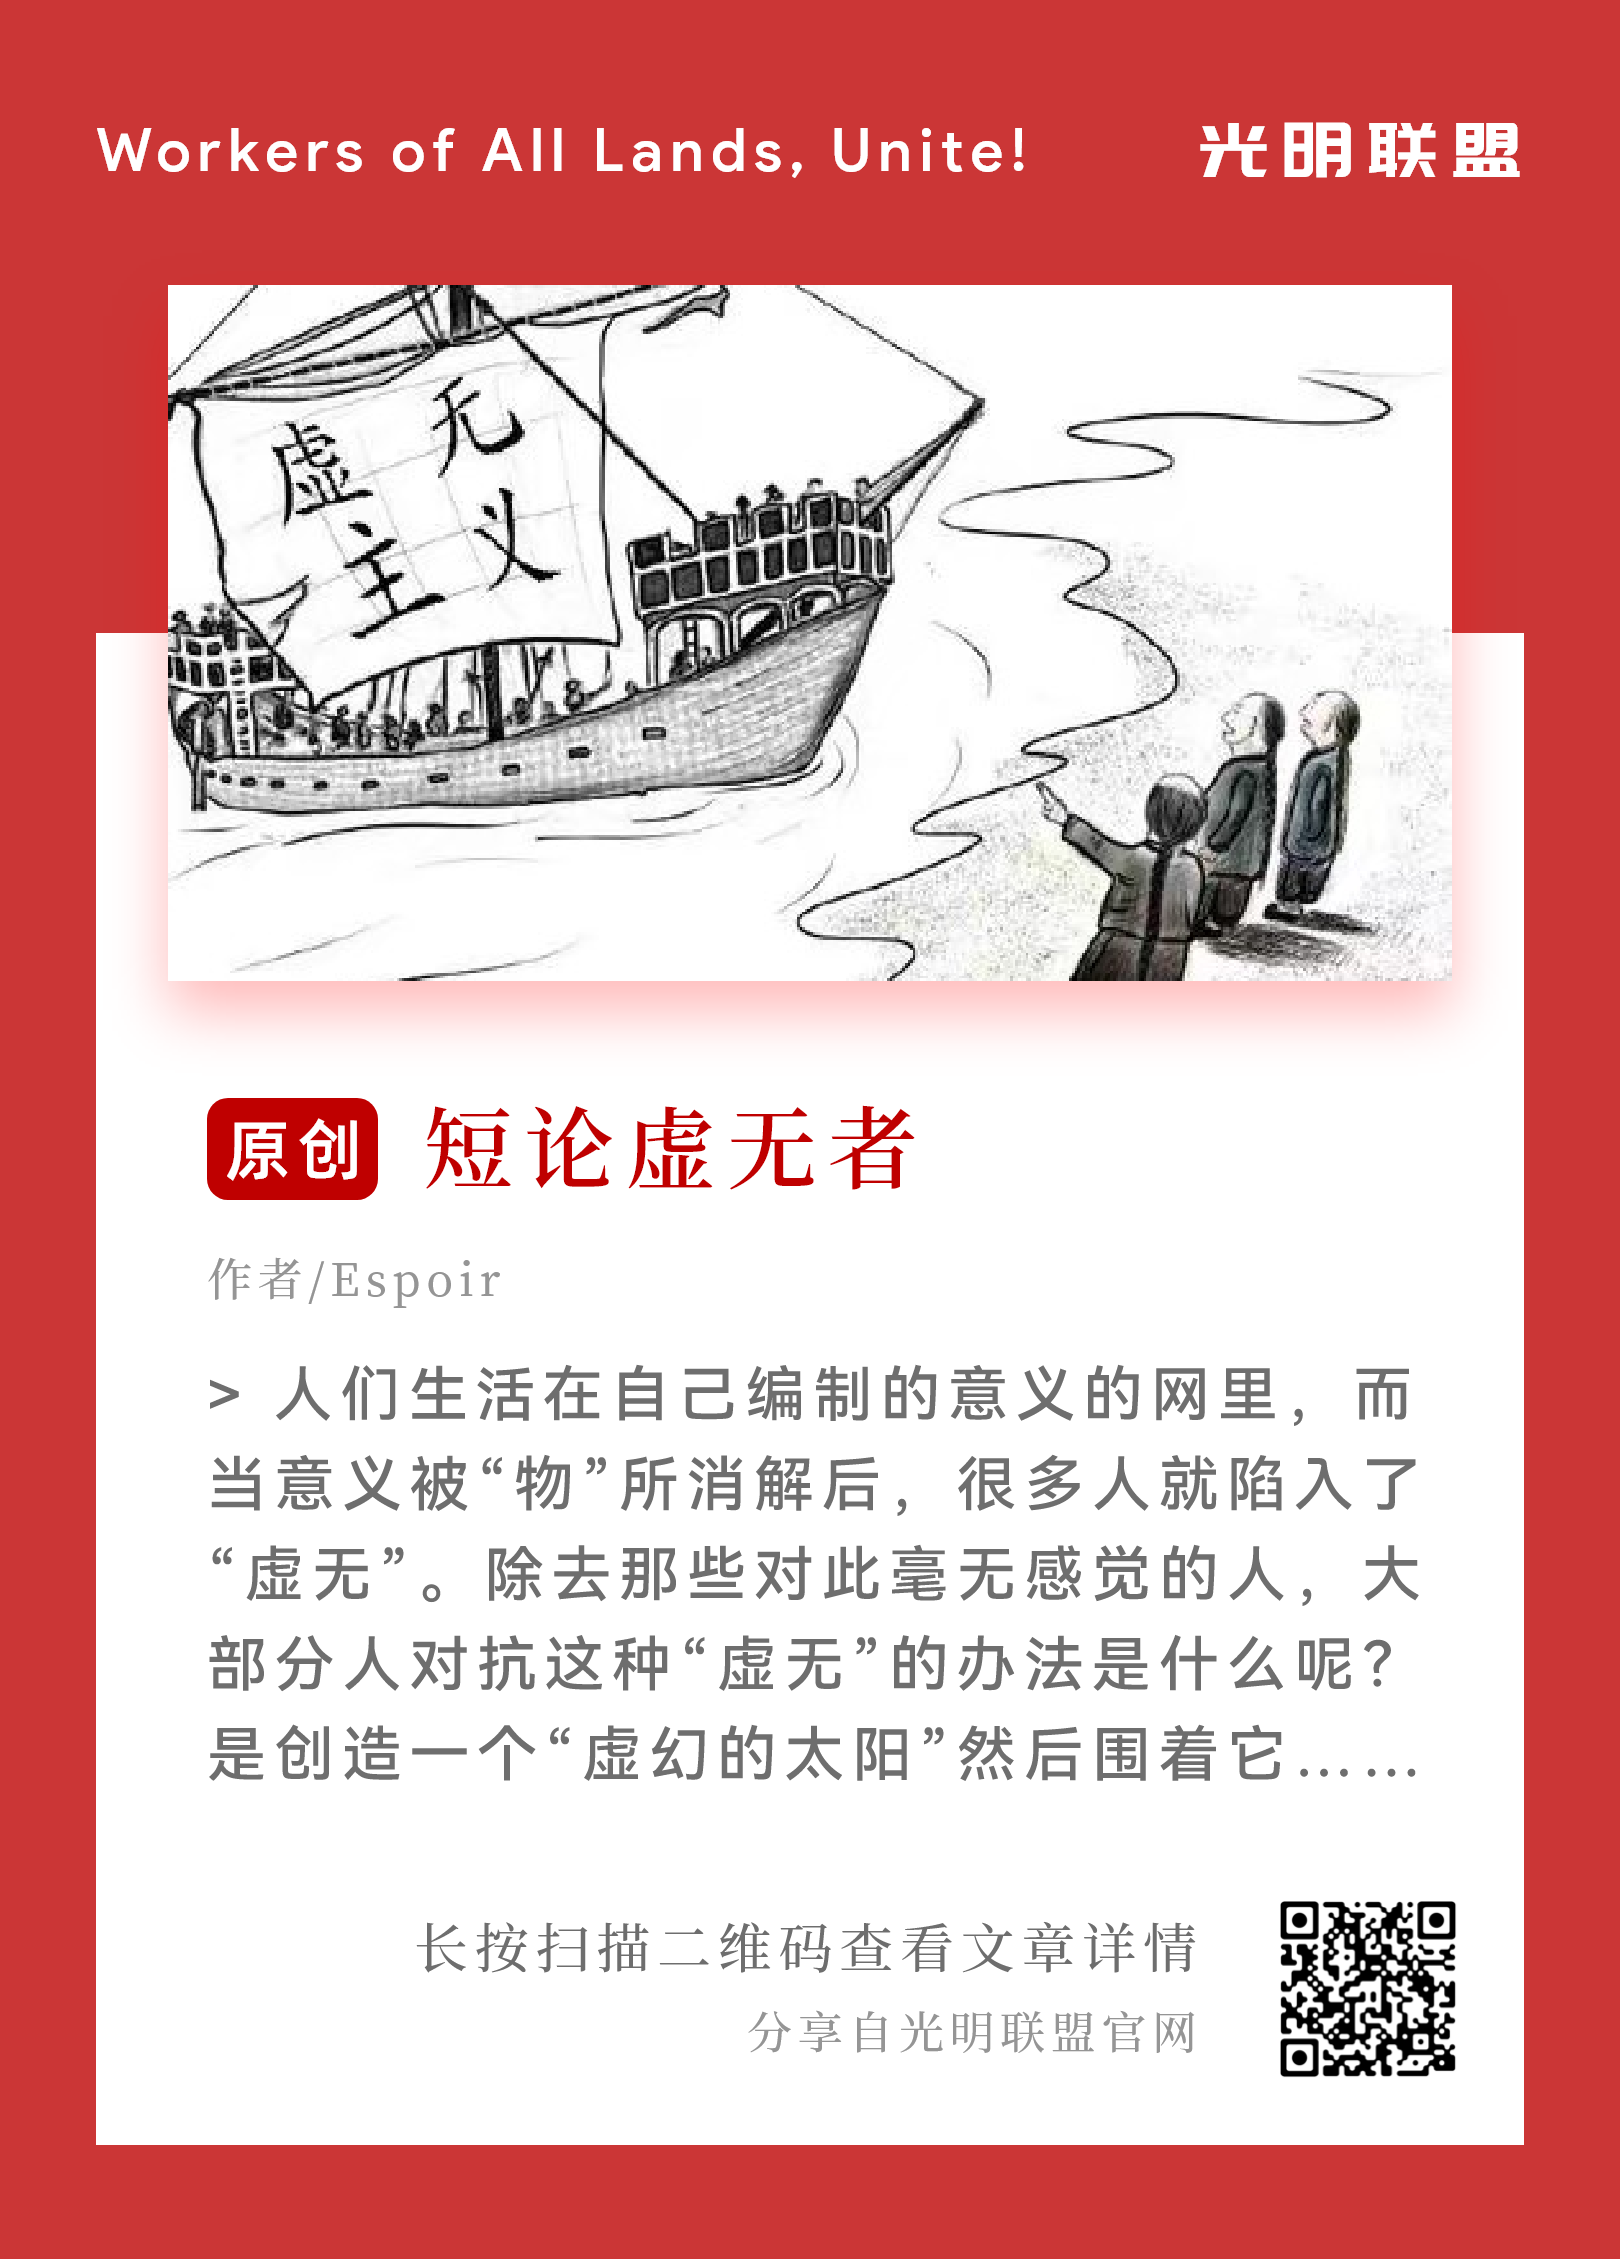 Workers of All Lands, Unite!
光明联盟
虚无
主义
原创
短论虚无者
作者/Espoir
> 人们生活在自己编制的意义的网里，而
当意义被“物”所消解后，很多人就陷入了
“虚无”。除去那些对此毫无感觉的人，大
部分人对抗这种“虚无”的办法是什么呢？
是创造一个“虚幻的太阳”然后围着它……
长按扫描二维码查看文章详情
分享自光明联盟官网